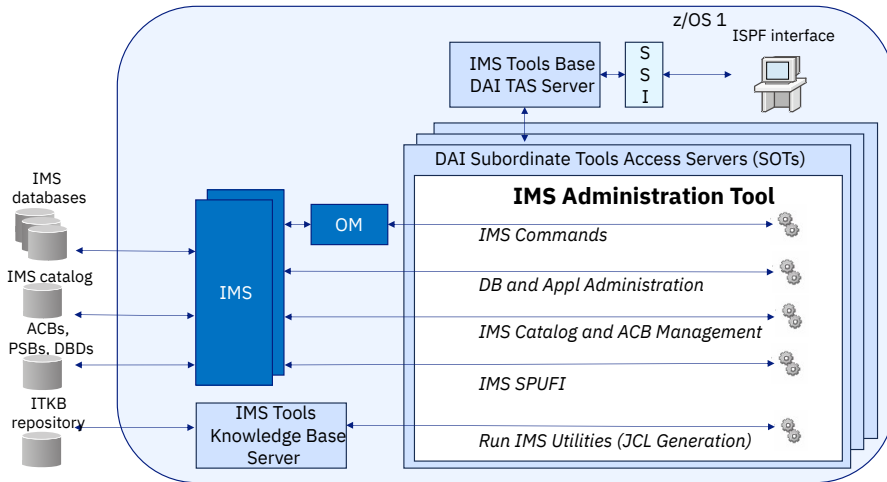 z/OS 1
ISPF interface
IMS Tools Base
DAI TAS Server
S
S
I
DAI Subordinate Tools Access Servers (SOTs)
IMS Administration Tool
IMS
databases
OM
IMS Commands
IMS catalog
IMS
DB and Appl Administration
ACBs,
PSBs, DBDs
IMS Catalog and ACB Management
IMS SPUFI
ITKB
repository
IMS Tools
Knowledge Base
Server
Run IMS Utilities (JCL Generation)